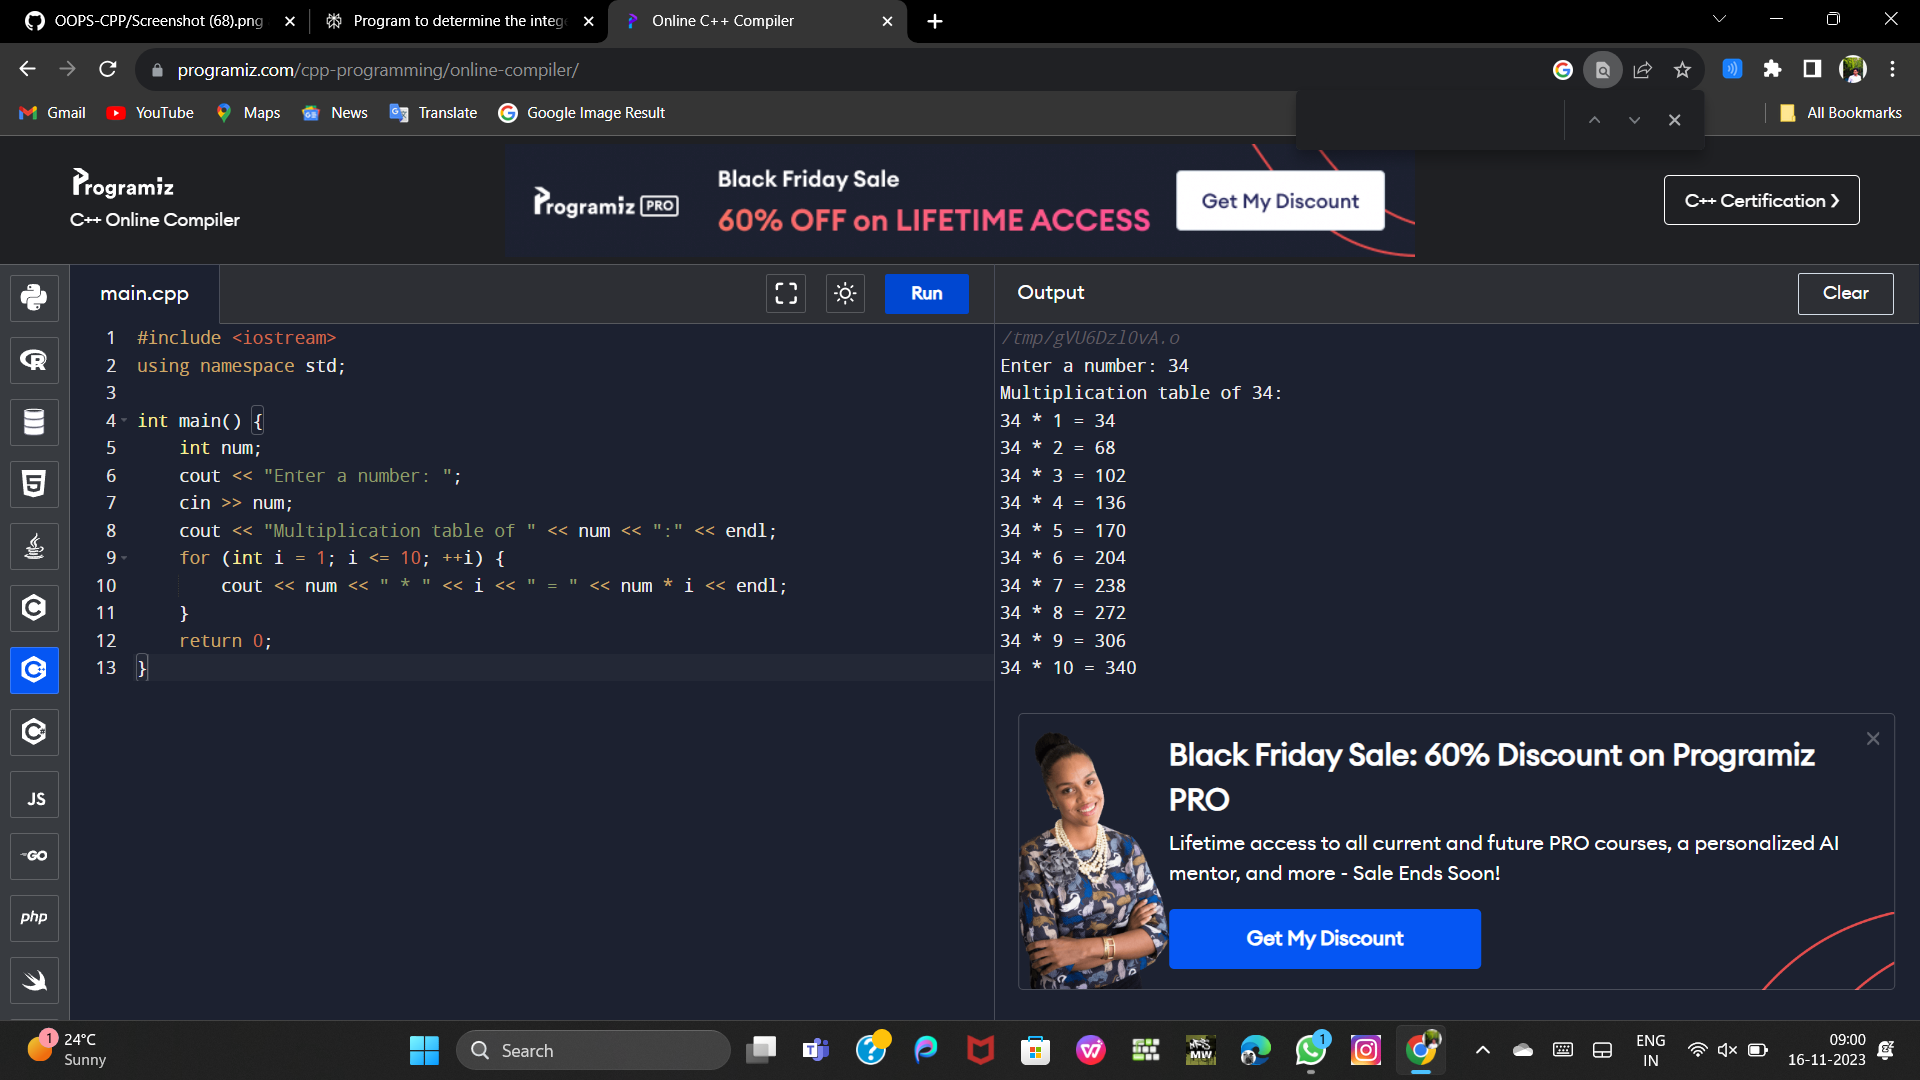 OOPS-CPP/Screenshot (68).png
Program to determine the intege
Online C++ Compiler
programiz.com/cpp-programming/online-compiler/
Gmail
YouTube
Maps
News
Translate
Google Image Result
All Bookmarks
Programiz
C++ Online Compiler
Programiz PRO
Black Friday Sale
60% OFF on LIFETIME ACCESS
Get My Discount
C++ Certification >
main.cpp
Run
Output
Clear
1 #include <iostream>
2 using namespace std;
3
4 int main() {
5 int num;
6 cout << "Enter a number: ";
7 cin >> num;
8 cout << "Multiplication table of " << num << ":" << endl;
9 for (int i = 1; i <= 10; ++i) {
10 cout << num << " * " << i << " = " << num * i << endl;
11 }
12 return 0;
13 }
/tmp/gVU6DzlOvA.o
Enter a number: 34
Multiplication table of 34:
34 * 1 = 34
34 * 2 = 68
34 * 3 = 102
34 * 4 = 136
34 * 5 = 170
34 * 6 = 204
34 * 7 = 238
34 * 8 = 272
34 * 9 = 306
34 * 10 = 340
JS
GO
php
Black Friday Sale: 60% Discount on Programiz
PRO
Lifetime access to all current and future PRO courses, a personalized AI
mentor, and more - Sale Ends Soon!
Get My Discount
1
24°C
Sunny
Search
MW
1
ENG
IN
09:00
16-11-2023